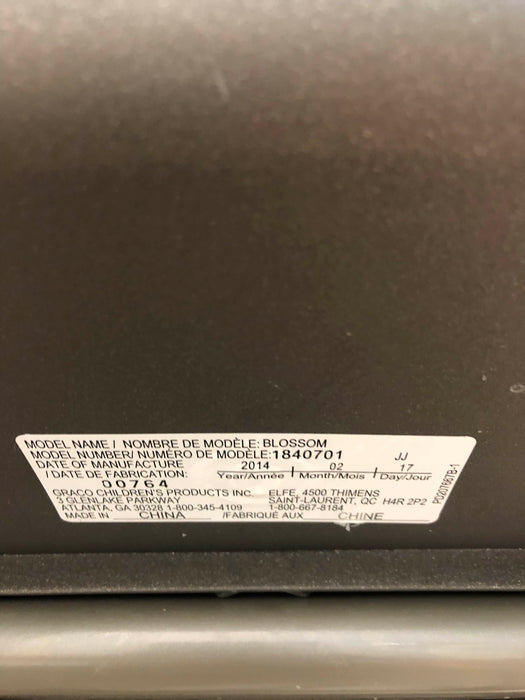 MODEL NAME / NOMBRE DE MODÈLE: BLOSSOM
MODEL NUMBER/ NUMÉRO DE MODÈLE:1840701 JJ
DATE OF MANUFACTURE 2014 02 17
/ DATE DE FABRICATION: Year/Année Month/Mois Day/Jour
00764
GRACO CHILDREN'S PRODUCTS INC. ELFE, 4500 THIMENS
3 GLENLAKE PARKWAY SAINT-LAURENT, QC H4R 2P2
ATLANTA, GA 30328 1-800-345-4109 1-800-667-8184
MADE IN CHINA /FABRIQUÉ AUX CHINE